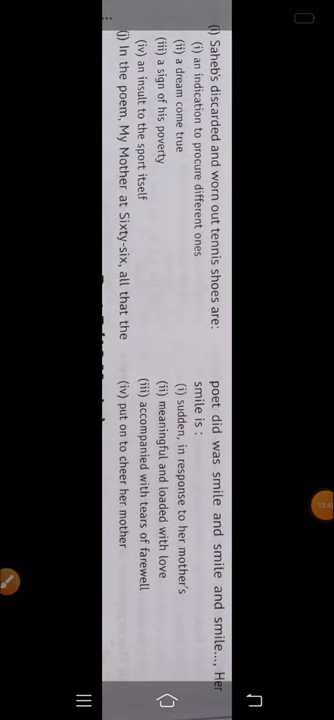 (i) Saheb's discarded and worn out tennis shoes are:
(i) an indication to procure different ones
(ii) a dream come true
(iii) a sign of his poverty
(iv) an insult to the sport itself
(j) In the poem, My Mother at Sixty-six, all that the
poet did was smile and smile and smile..., Her
smile is :
(i) sudden, in response to her mother's
(ii) meaningful and loaded with love
(iii) accompanied with tears of farewell
(iv) put on to cheer her mother